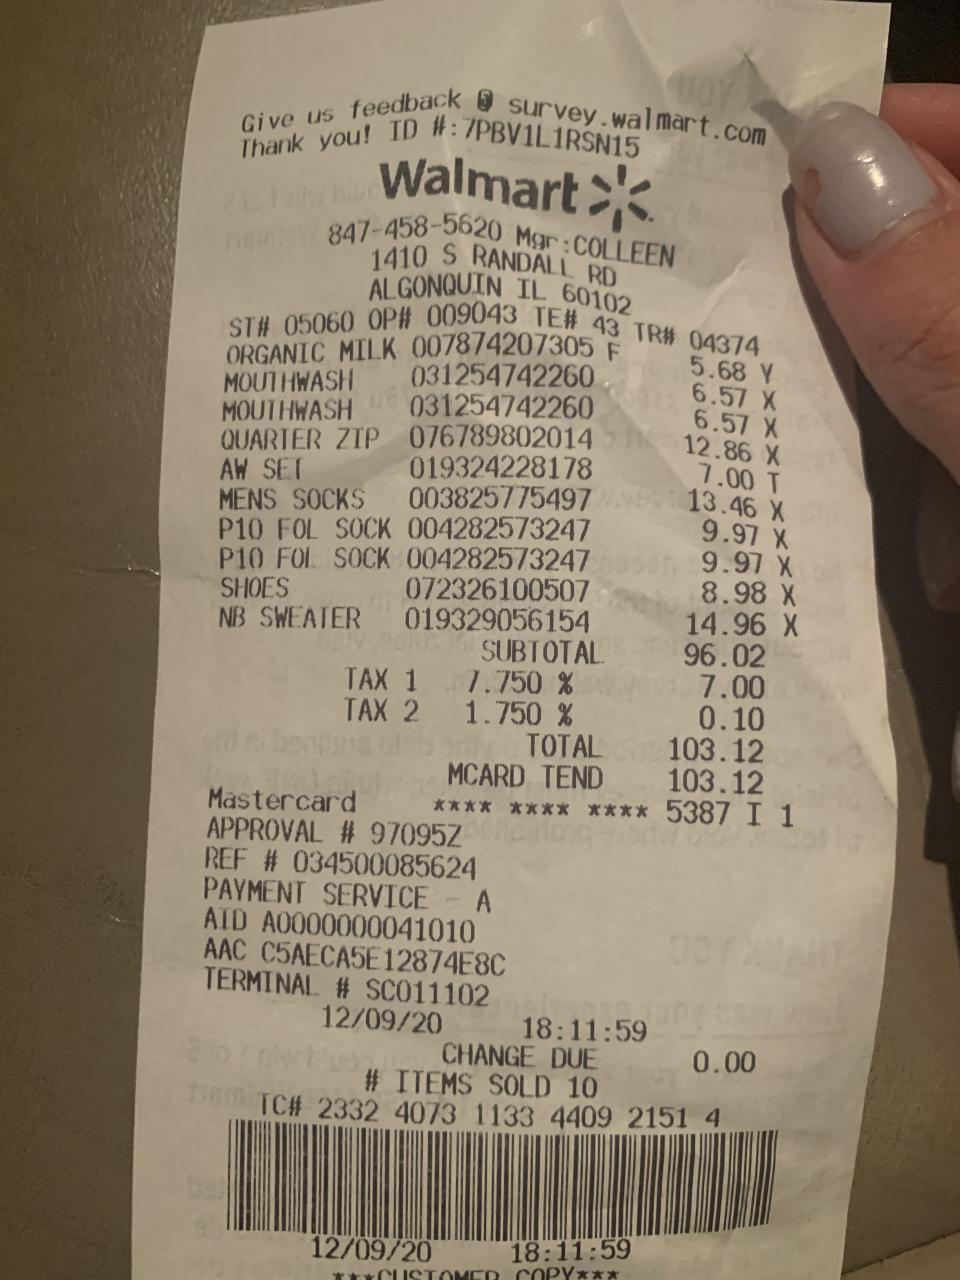 Give us feedback @ survey.walmart.com
Thank you! ID #:7PBV1L1RSN15
Walmart
847-458-5620 Mgr:COLLEEN
1410 S RANDALL RD
ALGONQUIN IL 60102
ST# 05060 OP# 009043 TE# 43 TR# 04374
ORGANIC MILK 007874207305 F 5.68 Y
MOUTHWASH 031254742260 6.57 X
MOUTHWASH 031254742260 6.57 X
QUARTER ZIP 076789802014 12.86 X
AW SET 019324228178 7.00 T
MENS SOCKS 003825775497 13.46 X
P10 FOL SOCK 004282573247 9.97 X
P10 FOL SOCK 004282573247 9.97 X
SHOES 072326100507 8.98 X
NB SWEATER 019329056154 14.96 X
SUBTOTAL 96.02
TAX 1 7.750 % 7.00
TAX 2 1.750 % 0.10
TOTAL 103.12
MCARD TEND 103.12
Mastercard **** **** **** 5387 I 1
APPROVAL # 97095Z
REF # 034500085624
PAYMENT SERVICE - A
AID A0000000041010
AAC C5AECA5E12874E8C
TERMINAL # SC011102
12/09/20 18:11:59
CHANGE DUE 0.00
# ITEMS SOLD 10
TC# 2332 4073 1133 4409 2151 4
12/09/20 18:11:59
***CUSTOMER COPY***